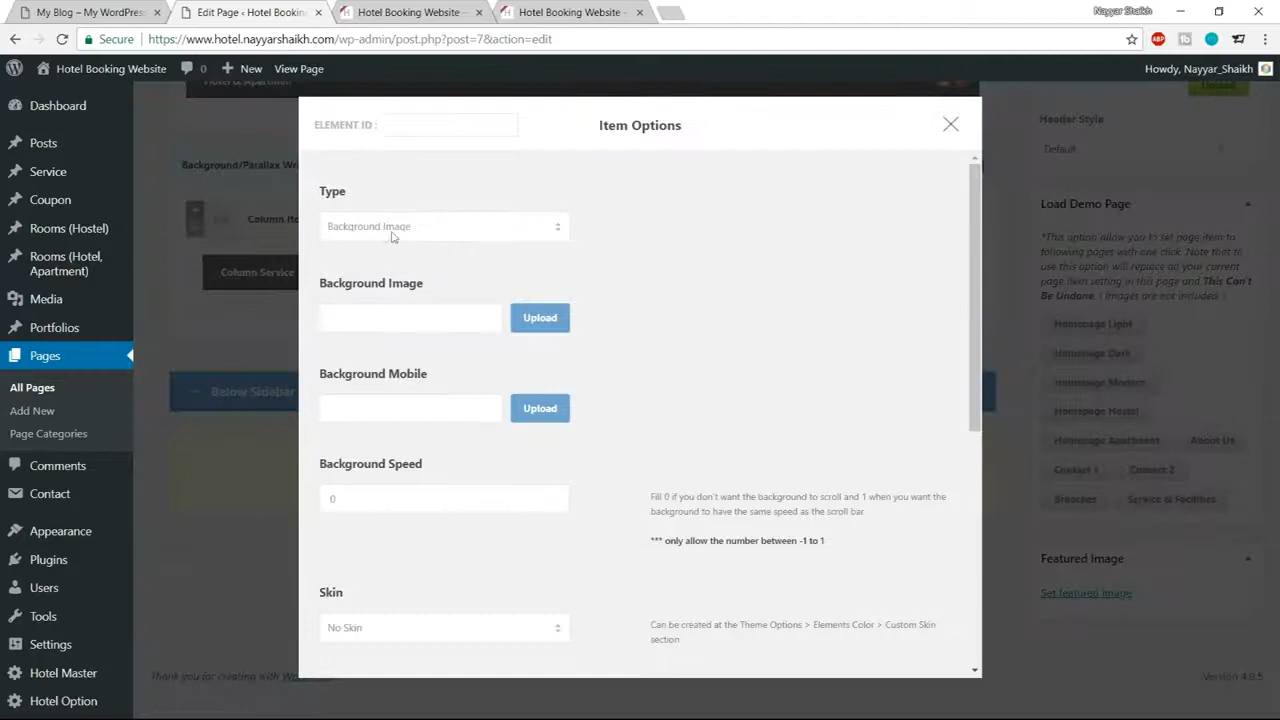 My Blog – My WordPress
Edit Page ‹ Hotel Booking
Hotel Booking Website –
Hotel Booking Website –
Nayyar Shaikh
Secure
https://www.hotel.nayyarshaikh.com/wp-admin/post.php?post=7&action=edit
ABP
Hotel Booking Website
0
New
View Page
Howdy, Nayyar_Shaikh
Dashboard
Posts
Service
Coupon
Rooms (Hostel)
Rooms (Hotel,
Apartment)
Media
Portfolios
Pages
All Pages
Add New
Page Categories
Comments
Contact
Appearance
Plugins
Users
Tools
Settings
Hotel Master
Hotel Option
Hotel & Apartment
Background/Parallax Wr
Column Ite
Column Service
Below Sidebar
Thank you for creating with
ELEMENT ID :
Item Options
Type
Background Image
Background Image
Upload
Background Mobile
Upload
Background Speed
0
Fill 0 if you don't want the background to scroll and 1 when you want the
background to have the same speed as the scroll bar
*** only allow the number between -1 to 1
Skin
No Skin
Can be created at the Theme Options > Elements Color > Custom Skin
section
Upload
Header Style
Default
Load Demo Page
*This option allow you to set page item to
following pages with one click. Note that to
use this option will replace all your current
page item setting in this page and This Can't
Be Undone. ( Images are not included. )
Homepage Light
Homepage Dark
Homepage Modern
Homepage Hostel
Homepage Apartment
About Us
Contact 1
Contact 2
Branches
Service & Facilities
Featured Image
Set featured image
Version 4.9.5